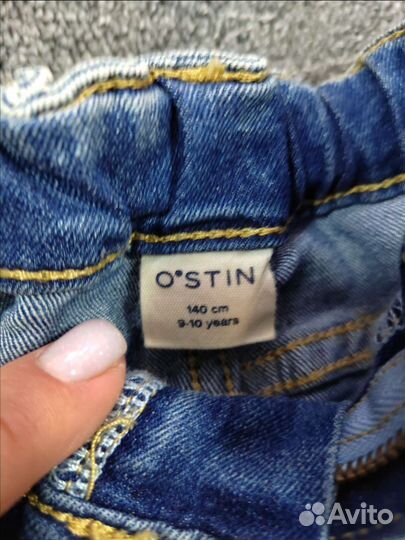 O'STIN
140 cm
9-10 years
Avito